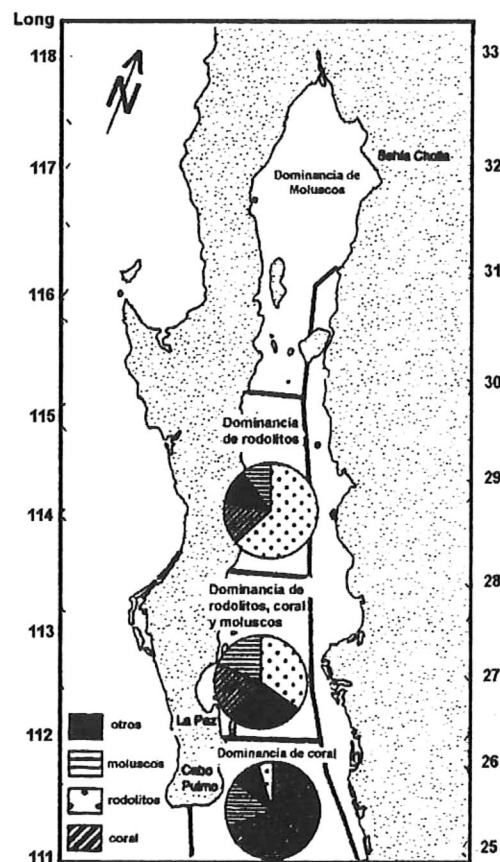 Long
118
117
116
115
114
113
112
111
33
32
31
30
29
28
27
26
25
N
Bahía Cholla
Dominancia de
Moluscos
Dominancia
de rodolitos
Dominancia de
rodolitos, coral
y moluscos
La Paz
Dominancia de coral
Cabo
Pulmo
otros
moluscos
rodolitos
coral